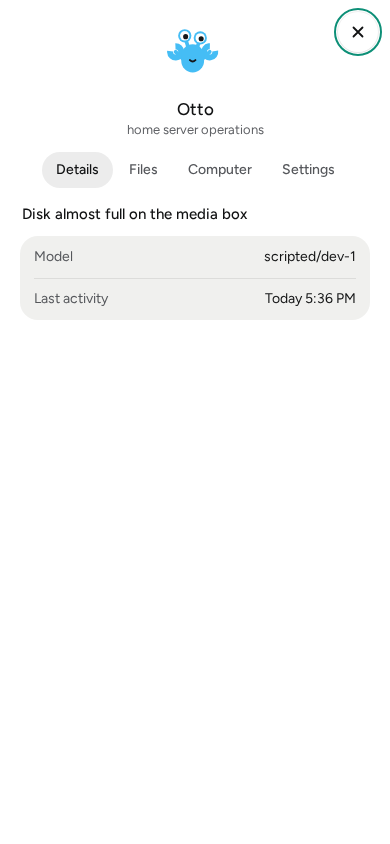 Otto
home server operations
Details Files Computer Settings
Disk almost full on the media box
Model scripted/dev-1
Last activity Today 5:36 PM